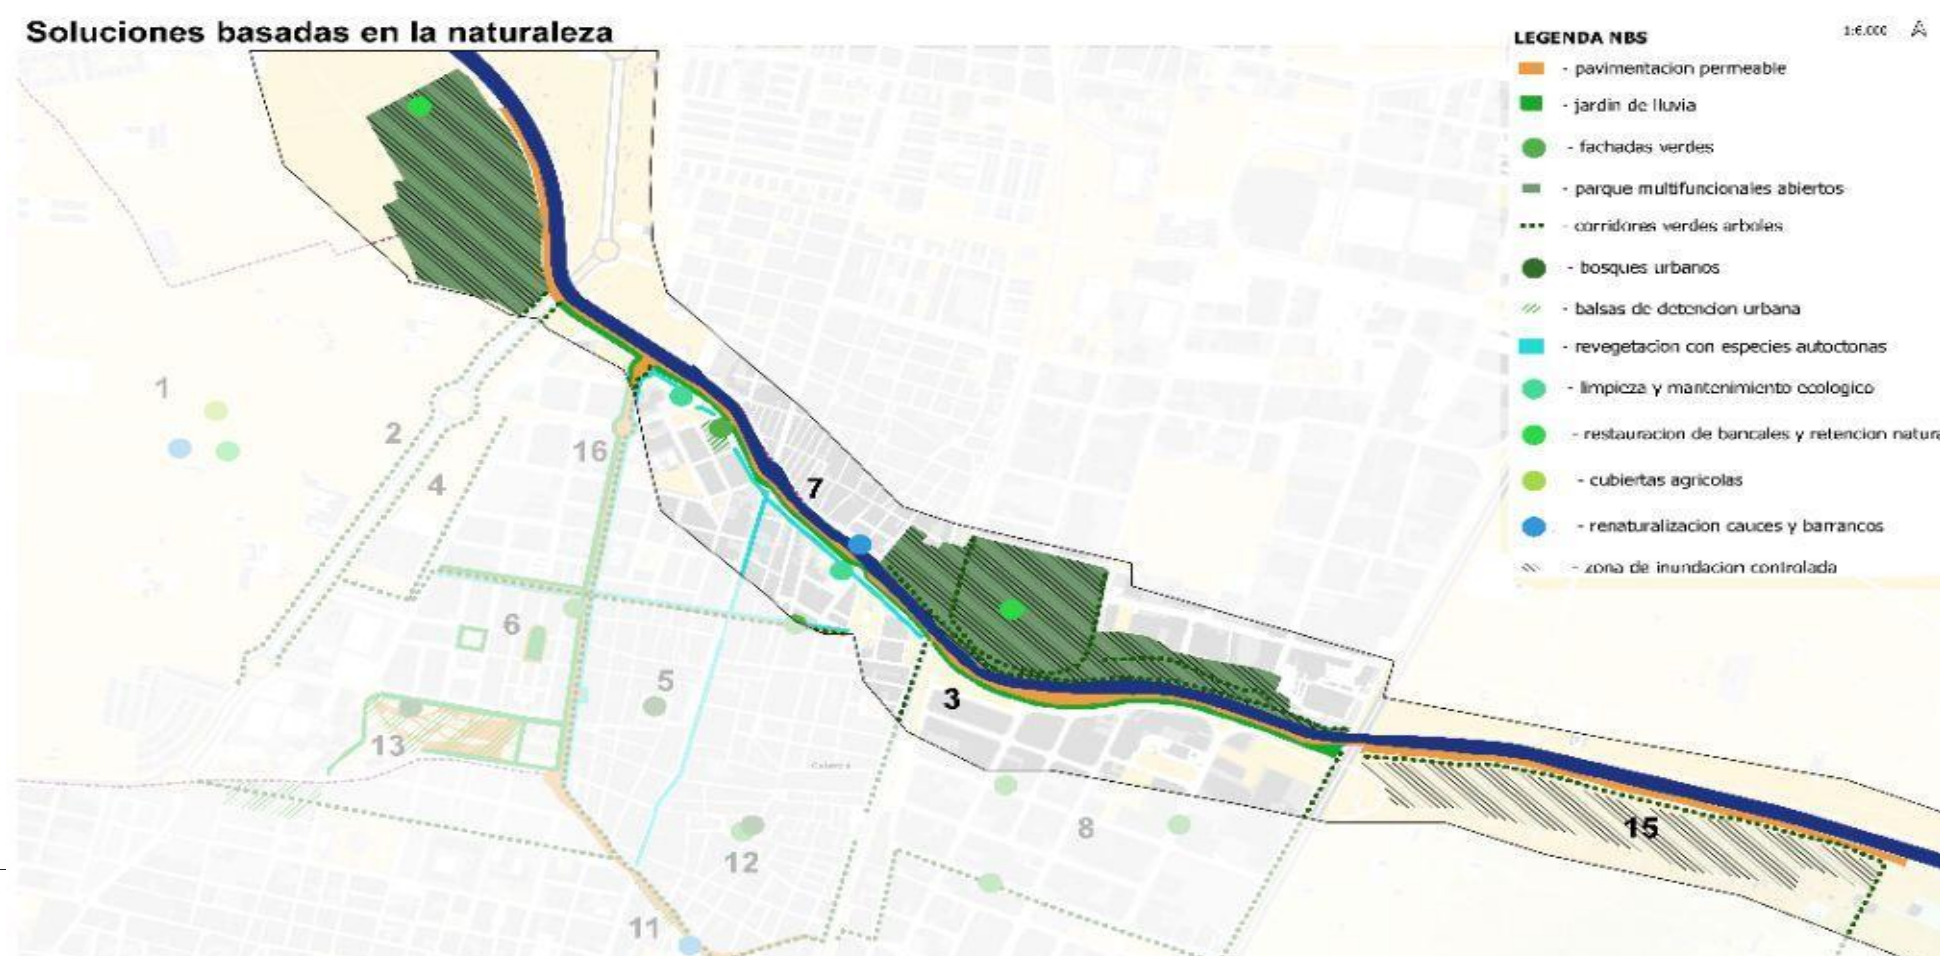 Soluciones basadas en la naturaleza
LEGENDA NBS
1:6.000
- pavimentacion permeable
- jardin de lluvia
- fachadas verdes
- parque multifuncionales abiertos
- corridores verdes arboles
- bosques urbanos
- balsas de detencion urbana
- revegetacion con especies autoctonas
- limpieza y mantenimiento ecologico
- restauracion de bancales y retencion natura
- cubiertas agricolas
- renaturalizacion cauces y barrancos
- zona de inundacion controlada
1
2
16
4
7
6
5
3
13
15
8
12
11